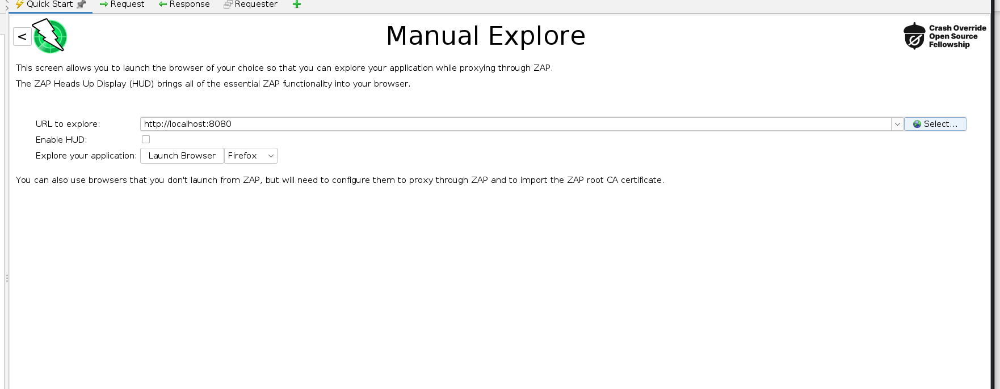 Quick Start Request Response Requester
< Manual Explore
Crash Override
Open Source
Fellowship
This screen allows you to launch the browser of your choice so that you can explore your application while proxying through ZAP.
The ZAP Heads Up Display (HUD) brings all of the essential ZAP functionality into your browser.
URL to explore: http://localhost:8080 Select...
Enable HUD:
Explore your application: Launch Browser Firefox
You can also use browsers that you don't launch from ZAP, but will need to configure them to proxy through ZAP and to import the ZAP root CA certificate.